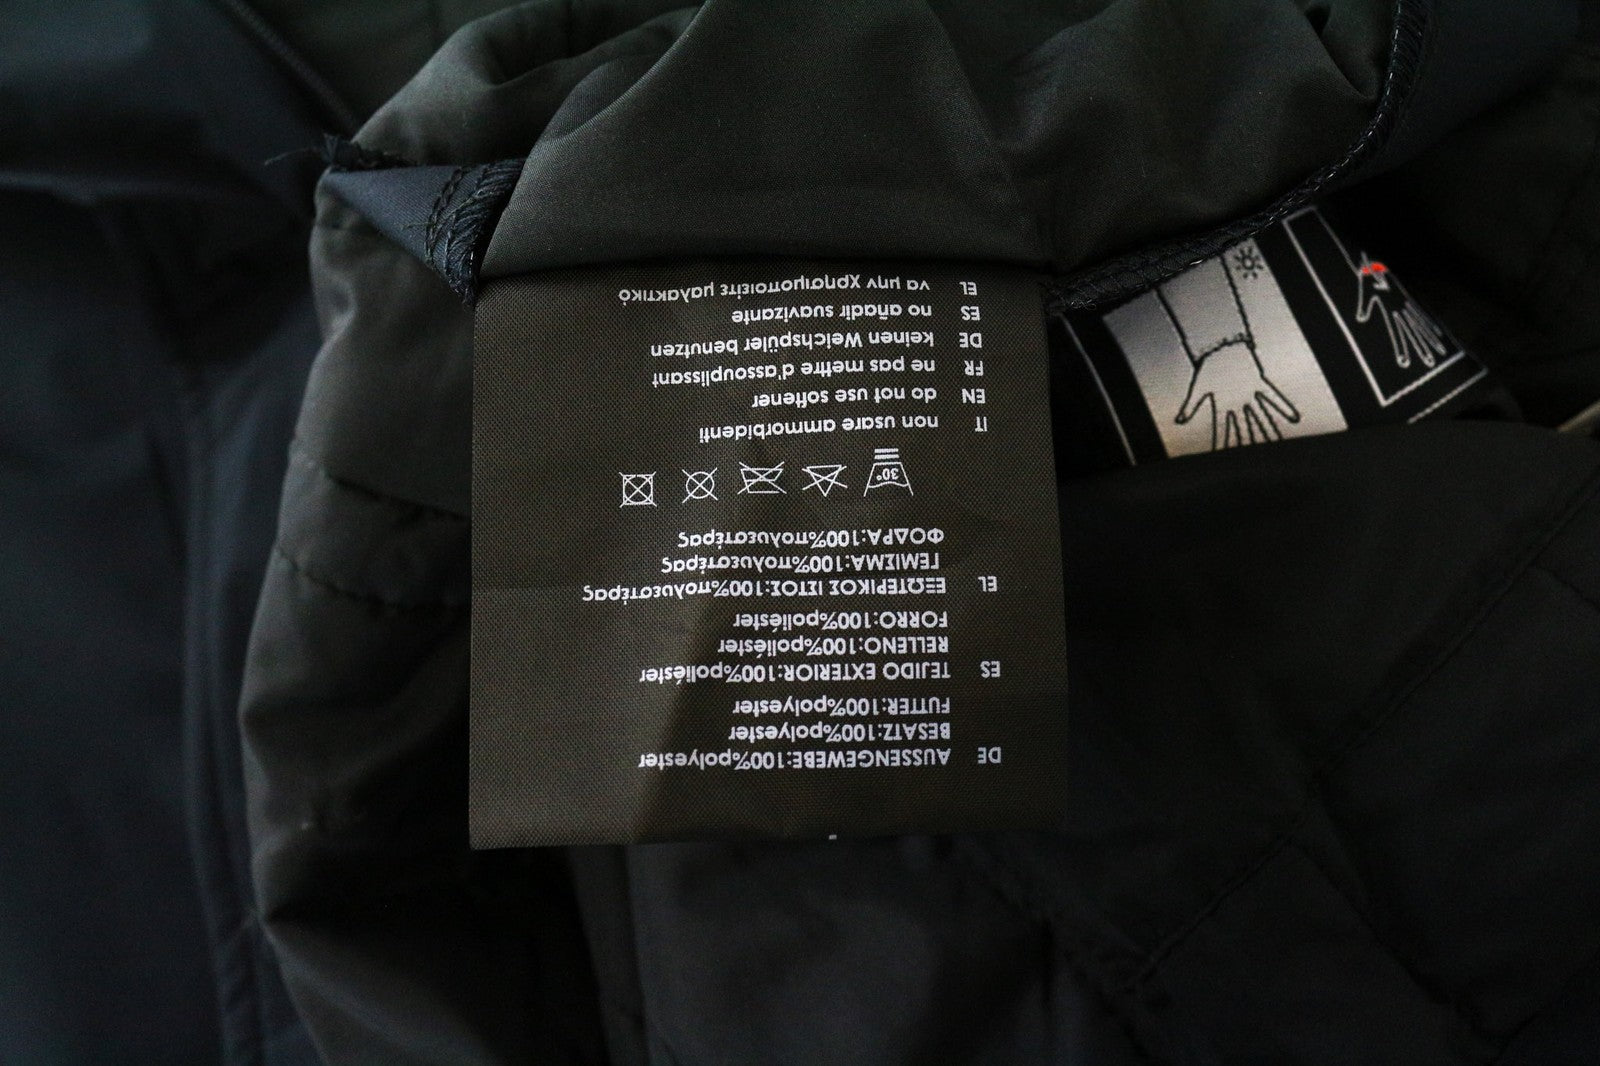 DE AUSSENGEWEBE:100%polyester
BESATZ:100%polyester
FUTTER:100%polyester
ES TEJIDO EXTERIOR:100%poliéster
RELLENO:100%poliéster
FORRO:100%poliéster
EL ΕΞΩΤΕΡΙΚΟΣ ΙΣΤΟΣ:100%πολυεστέρας
ΓΕΜΙΣΜΑ:100%πολυεστέρας
ΦΟΔΡΑ:100%πολυεστέρας
30°
IT non usare ammorbidenti
EN do not use softener
FR ne pas mettre d'assouplissant
DE keinen Weichspüler benutzen
ES no añadir suavizante
EL να μην χρησιμοποιείτε μαλακτικό